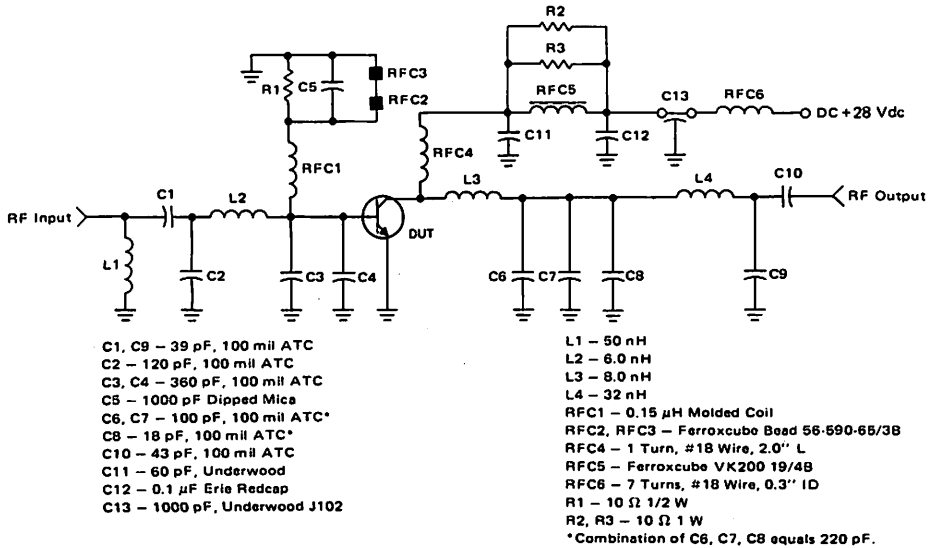 R2
R3
RFC3
R1
C5
RFC2
RFC5
C13
RFC6
DC +28 Vdc
C11
C12
RFC4
RFC1
C1
L2
L3
L4
C10
RF Input
RF Output
DUT
L1
C2
C3
C4
C6
C7
C8
C9
C1, C9 – 39 pF, 100 mil ATC
C2 – 120 pF, 100 mil ATC
C3, C4 – 360 pF, 100 mil ATC
C5 – 1000 pF Dipped Mica
C6, C7 – 100 pF, 100 mil ATC*
C8 – 18 pF, 100 mil ATC*
C10 – 43 pF, 100 mil ATC
C11 – 60 pF, Underwood
C12 – 0.1 μF Erie Redcap
C13 – 1000 pF, Underwood J102
L1 – 50 nH
L2 – 6.0 nH
L3 – 8.0 nH
L4 – 32 nH
RFC1 – 0.15 μH Molded Coil
RFC2, RFC3 – Ferroxcube Bead 56-590-65/3B
RFC4 – 1 Turn, #18 Wire, 2.0" L
RFC5 – Ferroxcube VK200 19/4B
RFC6 – 7 Turns, #18 Wire, 0.3" ID
R1 – 10 Ω 1/2 W
R2, R3 – 10 Ω 1 W
*Combination of C6, C7, C8 equals 220 pF.